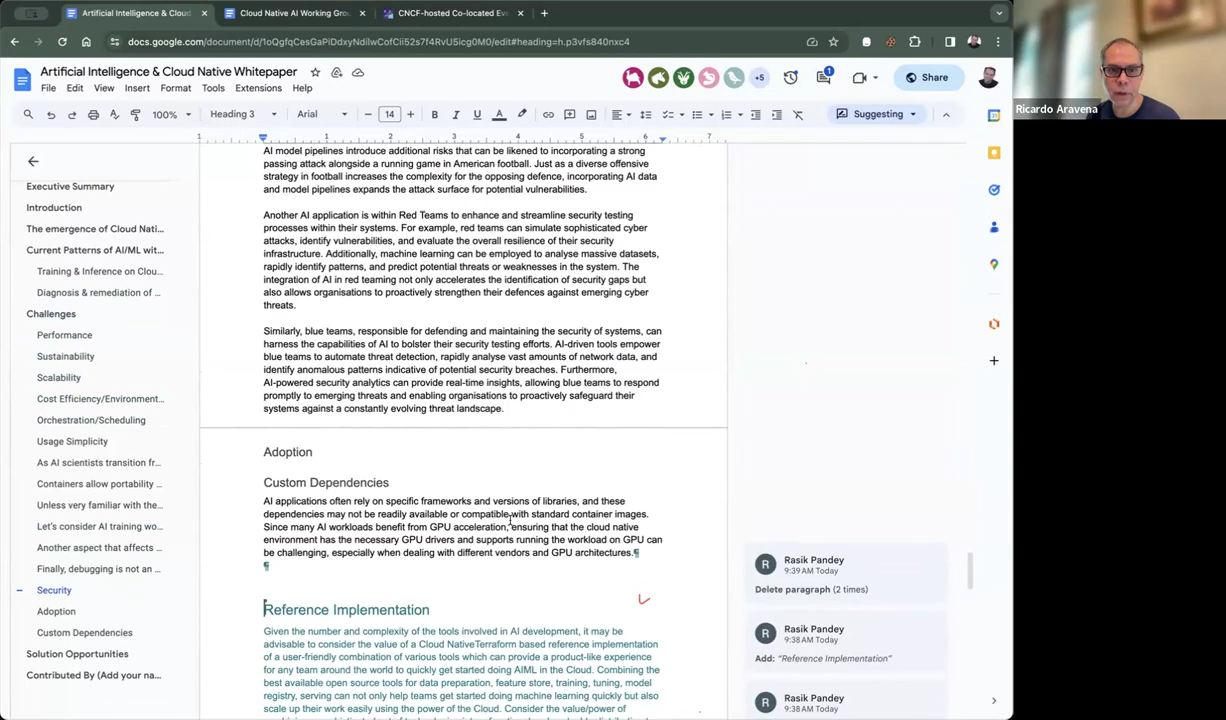 Artificial Intelligence & Cloud
Cloud Native AI Working Gro
CNCF-hosted Co-located Eve
docs.google.com/document/d/1oQgfqCesGaPiDdxyNdilwCofCii52s7f4RvU5icg0M0/edit#heading=h.p3vfs840nxc4
Artificial Intelligence & Cloud Native Whitepaper
+5
1
Share
File Edit View Insert Format Tools Extensions Help
100% Heading 3 Arial 14 Suggesting
1 1 2 3 4 5 6 7
Ricardo Aravena
Executive Summary
Introduction
The emergence of Cloud Nati...
Current Patterns of AI/ML wit...
Training & Inference on Clou...
Diagnosis & remediation of ...
Challenges
Performance
Sustainability
Scalability
Cost Efficiency/Environment...
Orchestration/Scheduling
Usage Simplicity
As AI scientists transition fr...
Containers allow portability ...
Unless very familiar with the...
Let's consider AI training wo...
Another aspect that affects ...
Finally, debugging is not an ...
Security
Adoption
Custom Dependencies
Solution Opportunities
Contributed By (Add your na...
AI model pipelines introduce additional risks that can be likened to incorporating a strong
passing attack alongside a running game in American football. Just as a diverse offensive
strategy in football increases the complexity for the opposing defence, incorporating AI data
and model pipelines expands the attack surface for potential vulnerabilities.
Another AI application is within Red Teams to enhance and streamline security testing
processes within their systems. For example, red teams can simulate sophisticated cyber
attacks, identify vulnerabilities, and evaluate the overall resilience of their security
infrastructure. Additionally, machine learning can be employed to analyse massive datasets,
rapidly identify patterns, and predict potential threats or weaknesses in the system. The
integration of AI in red teaming not only accelerates the identification of security gaps but
also allows organisations to proactively strengthen their defences against emerging cyber
threats.
Similarly, blue teams, responsible for defending and maintaining the security of systems, can
harness the capabilities of AI to bolster their security testing efforts. AI-driven tools empower
blue teams to automate threat detection, rapidly analyse vast amounts of network data, and
identify anomalous patterns indicative of potential security breaches. Furthermore,
AI-powered security analytics can provide real-time insights, allowing blue teams to respond
promptly to emerging threats and enabling organisations to proactively safeguard their
systems against a constantly evolving threat landscape.
Adoption
Custom Dependencies
AI applications often rely on specific frameworks and versions of libraries, and these
dependencies may not be readily available or compatible with standard container images.
Since many AI workloads benefit from GPU acceleration, ensuring that the cloud native
environment has the necessary GPU drivers and supports running the workload on GPU can
be challenging, especially when dealing with different vendors and GPU architectures.¶
¶
Reference Implementation
Given the number and complexity of the tools involved in AI development, it may be
advisable to consider the value of a Cloud NativeTerraform based reference implementation
of a user-friendly combination of various tools which can provide a product-like experience
for any team around the world to quickly get started doing AIML in the Cloud. Combining the
best available open source tools for data preparation, feature store, training, tuning, model
registry, serving can not only help teams get started doing machine learning quickly but also
scale up their work easily using the power of the Cloud. Consider the value/power of
R
Rasik Pandey
9:39 AM Today
Delete paragraph (2 times)
R
Rasik Pandey
9:38 AM Today
Add: "Reference Implementation"
R
Rasik Pandey
9:38 AM Today